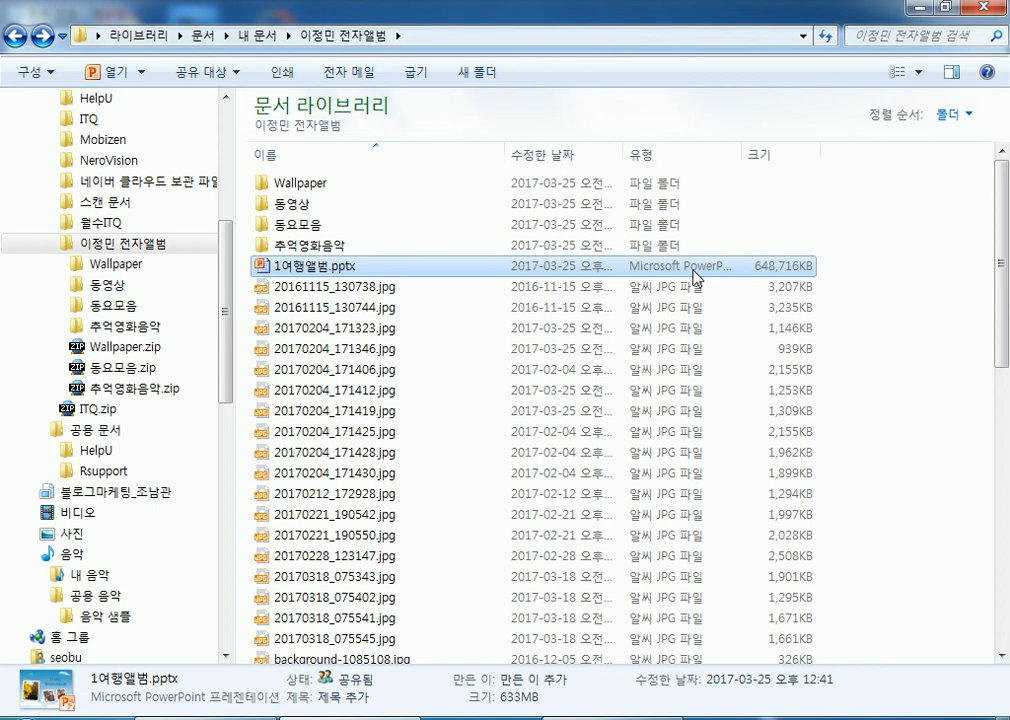 라이브러리 ▸ 문서 ▸ 내 문서 ▸ 이정민 전자앨범 ▸
이정민 전자앨범 검색
구성 열기 공유 대상 인쇄 전자 메일 굽기 새 폴더
HelpU
ITQ
Mobizen
NeroVision
네이버 클라우드 보관 파일
스캔 문서
월수ITQ
이정민 전자앨범
Wallpaper
동영상
동요모음
추억영화음악
Wallpaper.zip
동요모음.zip
추억영화음악.zip
ITQ.zip
공용 문서
HelpU
Rsupport
블로그마케팅_조남관
비디오
사진
음악
내 음악
공용 음악
음악 샘플
홈 그룹
seobu
문서 라이브러리
이정민 전자앨범
정렬 순서: 폴더
이름 수정한 날짜 유형 크기
Wallpaper 2017-03-25 오전... 파일 폴더
동영상 2017-03-25 오전... 파일 폴더
동요모음 2017-03-25 오전... 파일 폴더
추억영화음악 2017-03-25 오전... 파일 폴더
1여행앨범.pptx 2017-03-25 오후... Microsoft PowerP... 648,716KB
20161115_130738.jpg 2016-11-15 오후... 알씨 JPG 파일 3,207KB
20161115_130744.jpg 2016-11-15 오후... 알씨 JPG 파일 3,235KB
20170204_171323.jpg 2017-03-25 오전... 알씨 JPG 파일 1,146KB
20170204_171346.jpg 2017-03-25 오전... 알씨 JPG 파일 939KB
20170204_171406.jpg 2017-02-04 오후... 알씨 JPG 파일 2,155KB
20170204_171412.jpg 2017-03-25 오전... 알씨 JPG 파일 1,253KB
20170204_171419.jpg 2017-03-25 오전... 알씨 JPG 파일 1,309KB
20170204_171425.jpg 2017-02-04 오후... 알씨 JPG 파일 2,155KB
20170204_171428.jpg 2017-02-04 오후... 알씨 JPG 파일 1,962KB
20170204_171430.jpg 2017-02-04 오후... 알씨 JPG 파일 1,899KB
20170212_172928.jpg 2017-02-12 오후... 알씨 JPG 파일 1,294KB
20170221_190542.jpg 2017-02-21 오후... 알씨 JPG 파일 1,997KB
20170221_190550.jpg 2017-02-21 오후... 알씨 JPG 파일 2,028KB
20170228_123147.jpg 2017-02-28 오후... 알씨 JPG 파일 2,508KB
20170318_075343.jpg 2017-03-18 오전... 알씨 JPG 파일 1,901KB
20170318_075402.jpg 2017-03-18 오전... 알씨 JPG 파일 1,295KB
20170318_075541.jpg 2017-03-18 오전... 알씨 JPG 파일 1,671KB
20170318_075545.jpg 2017-03-18 오전... 알씨 JPG 파일 1,661KB
background-1085108.jpg 2016-12-05 오전... 알씨 JPG 파일 326KB
1여행앨범.pptx 상태: 공유됨 만든 이: 만든 이 추가 수정한 날짜: 2017-03-25 오후 12:41
Microsoft PowerPoint 프레젠테이션 제목: 제목 추가 크기: 633MB